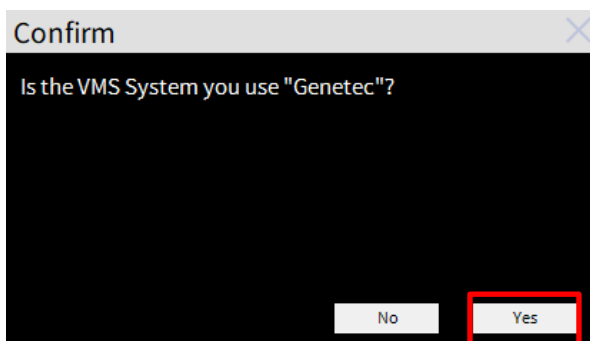 Confirm
Is the VMS System you use "Genetec"?
No Yes